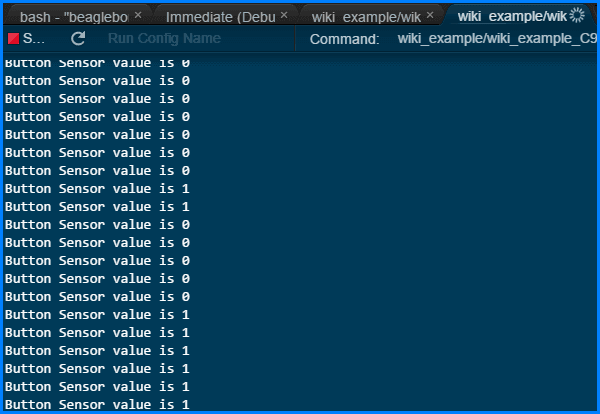 bash - "beaglebo × Immediate (Debu × wiki_example/wik × wiki_example/wik
S... Run Config Name Command: wiki_example/wiki_example_C9
Button Sensor value is 0
Button Sensor value is 0
Button Sensor value is 0
Button Sensor value is 0
Button Sensor value is 0
Button Sensor value is 0
Button Sensor value is 0
Button Sensor value is 1
Button Sensor value is 1
Button Sensor value is 0
Button Sensor value is 0
Button Sensor value is 0
Button Sensor value is 0
Button Sensor value is 0
Button Sensor value is 1
Button Sensor value is 1
Button Sensor value is 1
Button Sensor value is 1
Button Sensor value is 1
Button Sensor value is 1